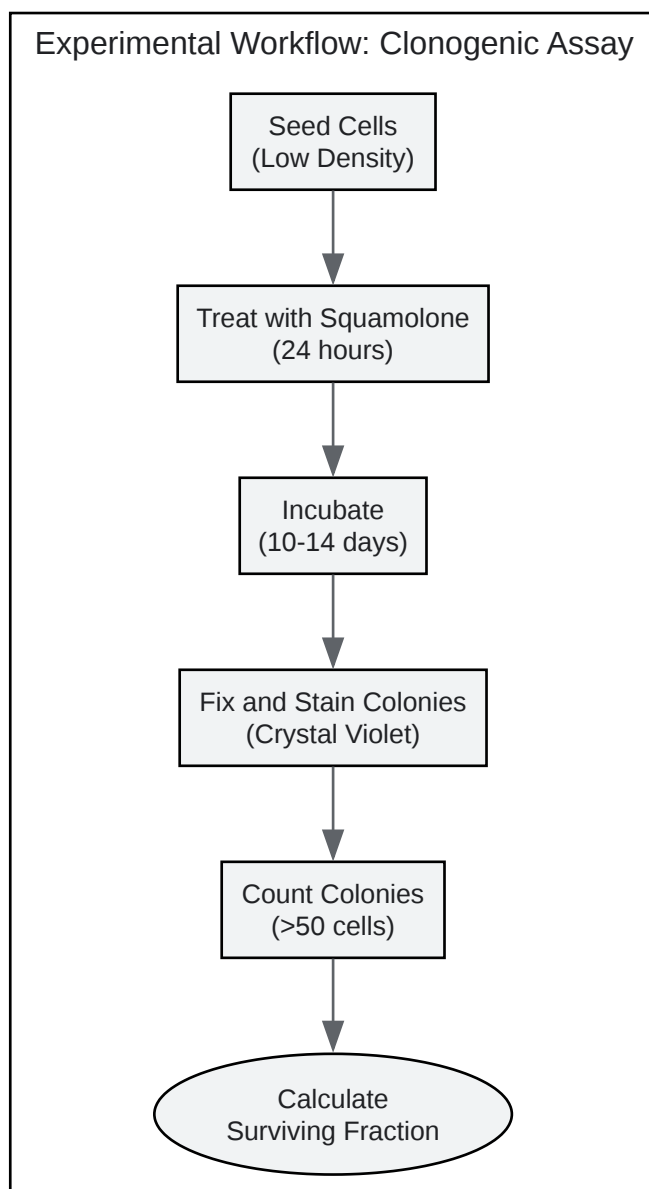 Experimental Workflow: Clonogenic Assay
Seed Cells
(Low Density)
Treat with Squamolone
(24 hours)
Incubate
(10-14 days)
Fix and Stain Colonies
(Crystal Violet)
Count Colonies
(>50 cells)
Calculate
Surviving Fraction